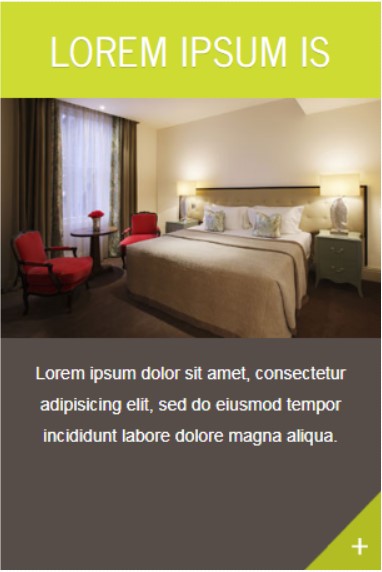 LOREM IPSUM IS
Lorem ipsum dolor sit amet, consectetur
adipisicing elit, sed do eiusmod tempor
incididunt labore dolore magna aliqua.
+